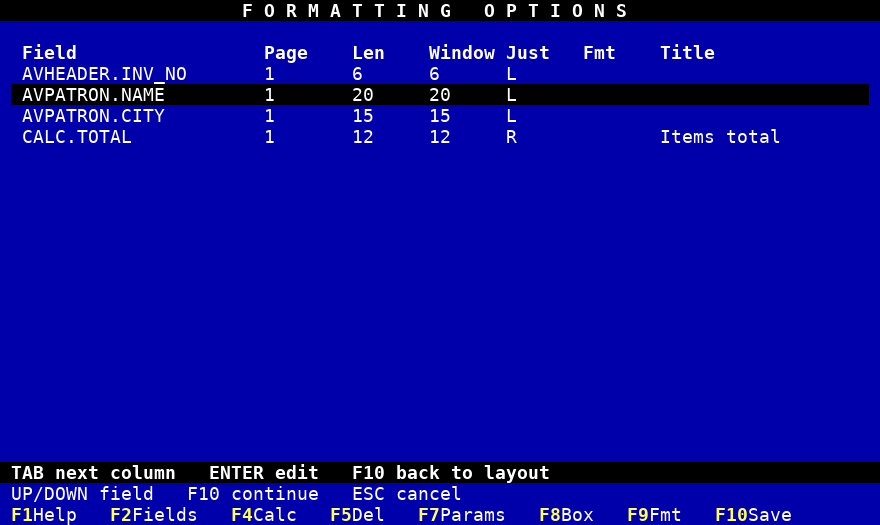 F O R M A T T I N G   O P T I O N S
Field Page Len Window Just Fmt Title
AVHEADER.INV_NO 1 6 6 L
AVPATRON.NAME 1 20 20 L
AVPATRON.CITY 1 15 15 L
CALC.TOTAL 1 12 12 R Items total
TAB next column   ENTER edit   F10 back to layout
UP/DOWN field   F10 continue   ESC cancel
F1Help   F2Fields   F4Calc   F5Del   F7Params   F8Box   F9Fmt   F10Save